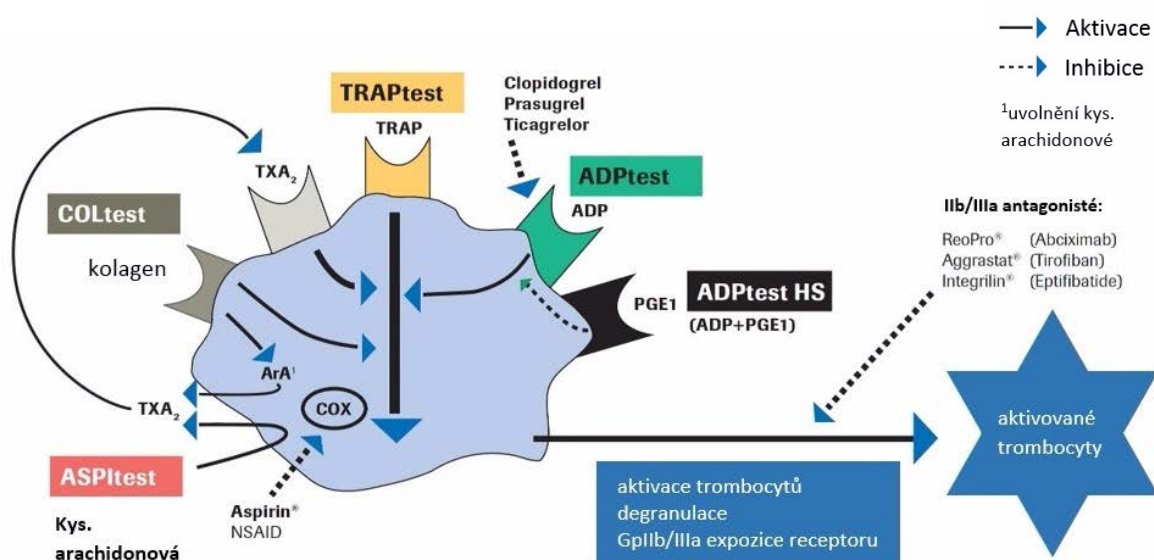 Aktivace
Inhibice
¹uvolnění kys.
arachidonové
TRAPtest
TRAP
Clopidogrel
Prasugrel
Ticagrelor
TXA₂
ADPtest
ADP
COLtest
kolagen
IIb/IIIa antagonisté:
ReoPro® (Abciximab)
Aggrastat® (Tirofiban)
Integrilin® (Eptifibatide)
PGE1
ADPtest HS
(ADP+PGE1)
ArA¹
TXA₂
COX
aktivované
trombocyty
ASPItest
Kys.
arachidonová
Aspirin®
NSAID
aktivace trombocytů
degranulace
GpIIb/IIIa expozice receptoru